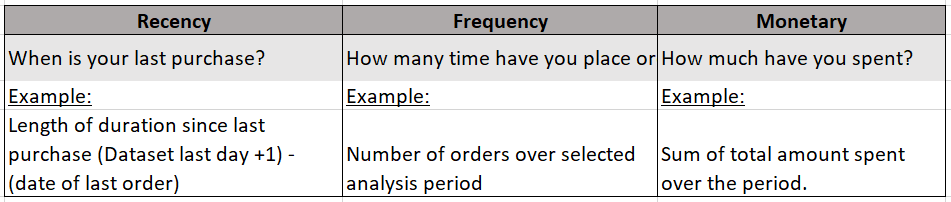 Recency Frequency Monetary
When is your last purchase? How many time have you place or How much have you spent?
Example: Example: Example:
Length of duration since last
purchase (Dataset last day +1) -
(date of last order)
Number of orders over selected
analysis period
Sum of total amount spent
over the period.